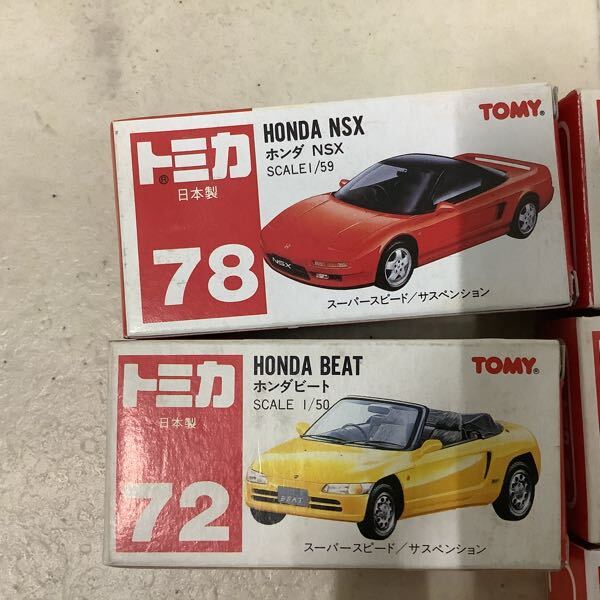 トミカ®
日本製
78
HONDA NSX
ホンダ NSX
SCALE 1/59
TOMY®
NSX
スーパースピード/サスペンション
トミカ
日本製
72
HONDA BEAT
ホンダビート
SCALE 1/50
TOMY®
BEAT
スーパースピード/サスペンション